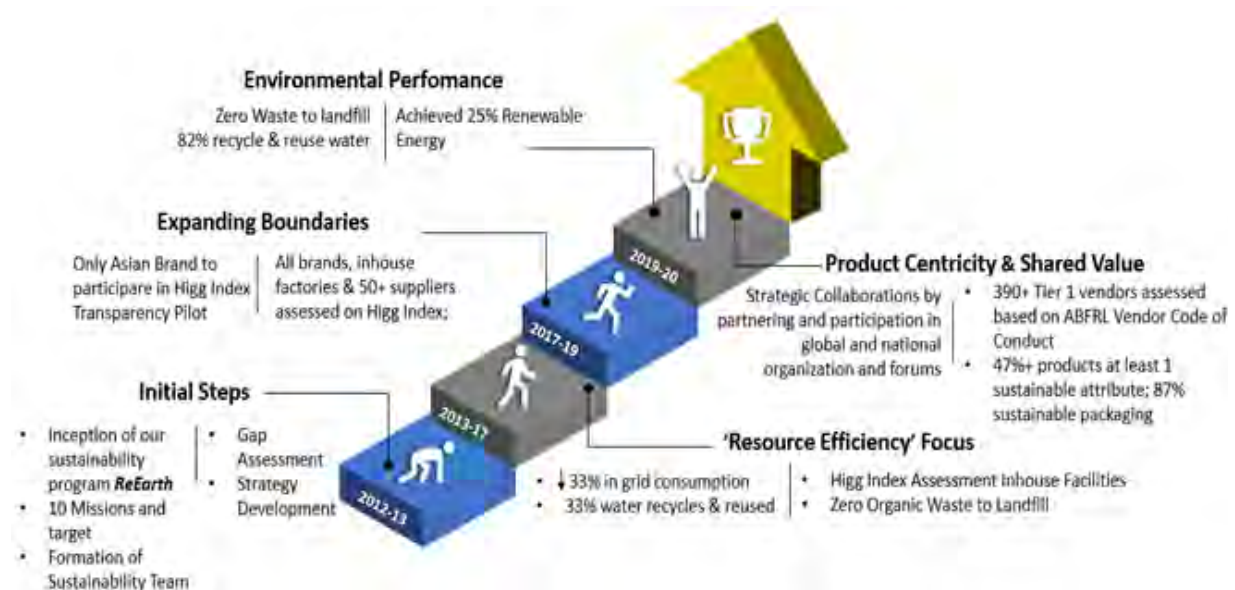 Environmental Perfomance
Zero Waste to landfill
82% recycle & reuse water
Achieved 25% Renewable
Energy
Expanding Boundaries
Only Asian Brand to
participare in Higg Index
Transparency Pilot
All brands, inhouse
factories & 50+ suppliers
assessed on Higg Index;
2019-20
Product Centricity & Shared Value
Strategic Collaborations by
partnering and participation in
global and national
organization and forums
• 390+ Tier 1 vendors assessed
based on ABFRL Vendor Code of
Conduct
• 47%+ products at least 1
sustainable attribute; 87%
sustainable packaging
2017-19
Initial Steps
• Inception of our
sustainability
program ReEarth
• 10 Missions and
target
• Formation of
Sustainability Team
• Gap
Assessment
• Strategy
Development
2013-17
'Resource Efficiency' Focus
• ↓ 33% in grid consumption
• 33% water recycles & reused
• Higg Index Assessment Inhouse Facilities
• Zero Organic Waste to Landfill
2012-13